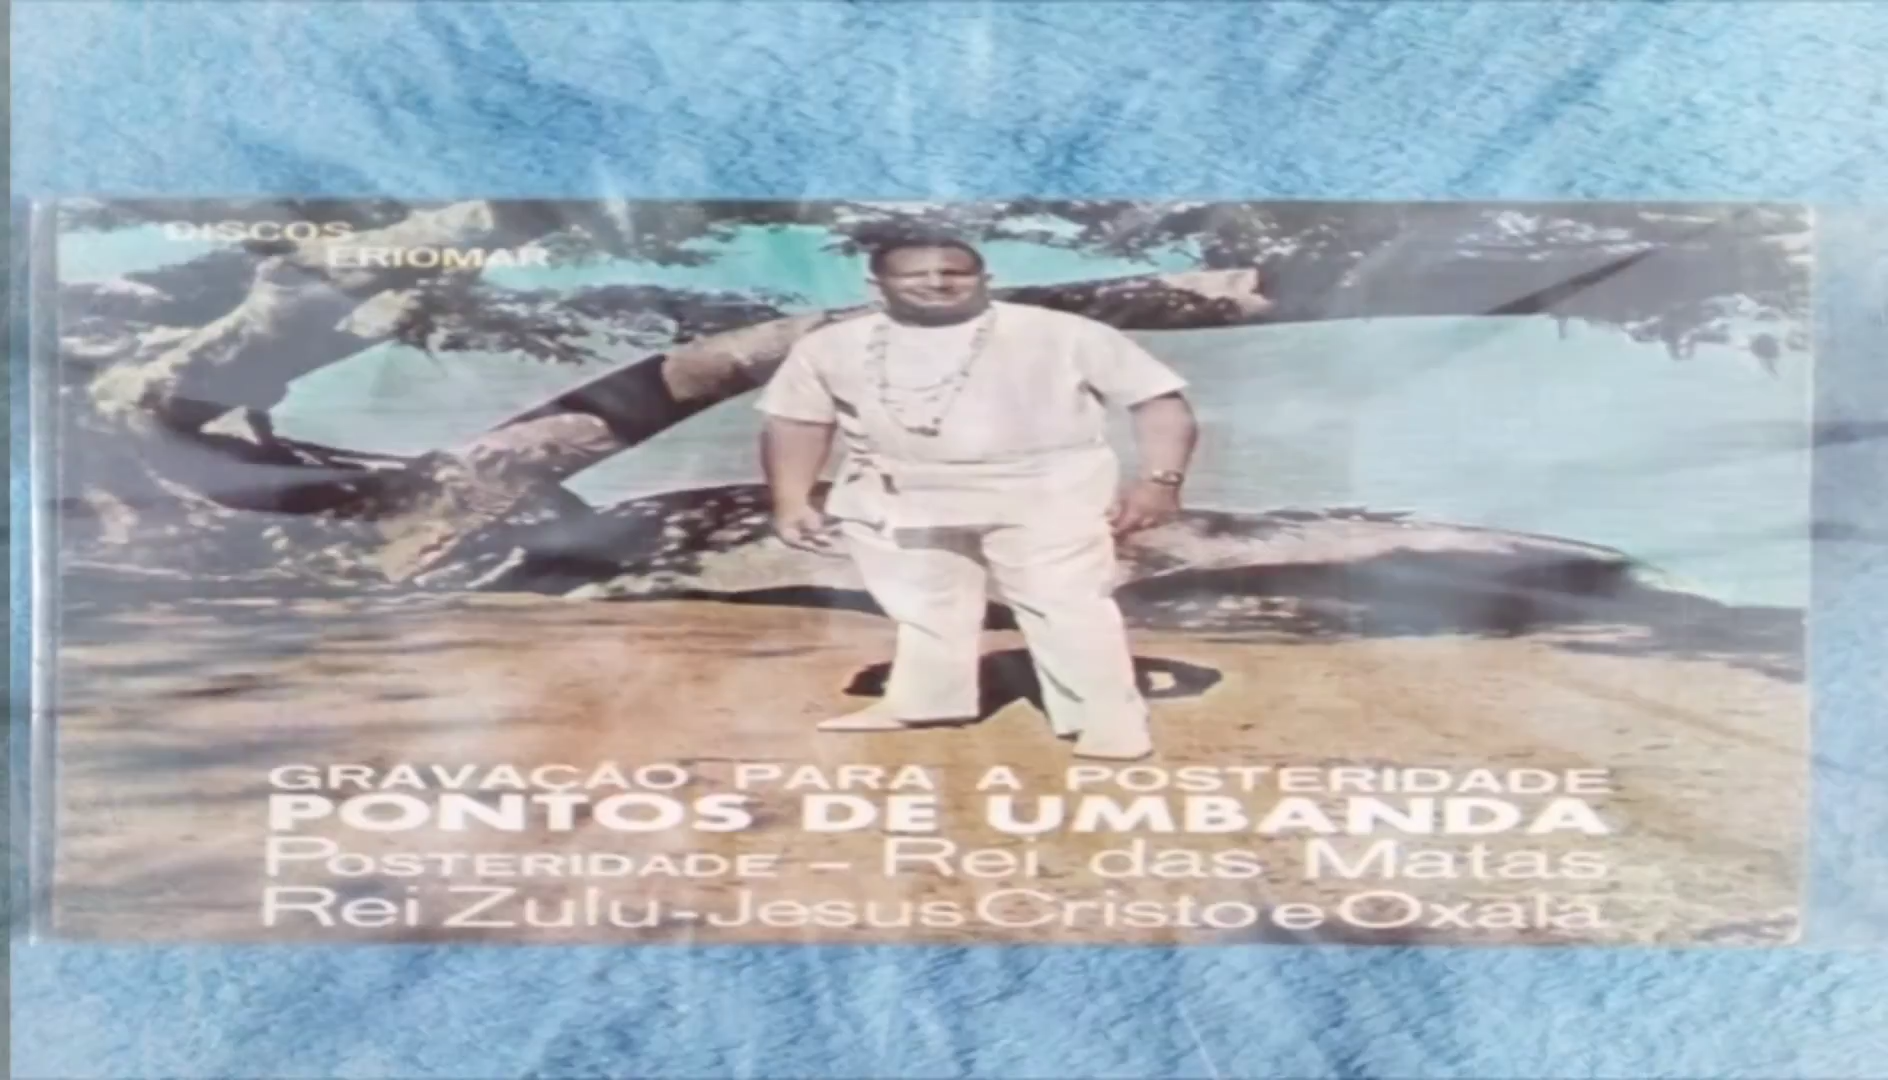 DISCOS
ERIOMAR
GRAVAÇÃO PARA A POSTERIDADE
PONTOS DE UMBANDA
POSTERIDADE - Rei das Matas
Rei Zulu-Jesus Cristo e Oxalá